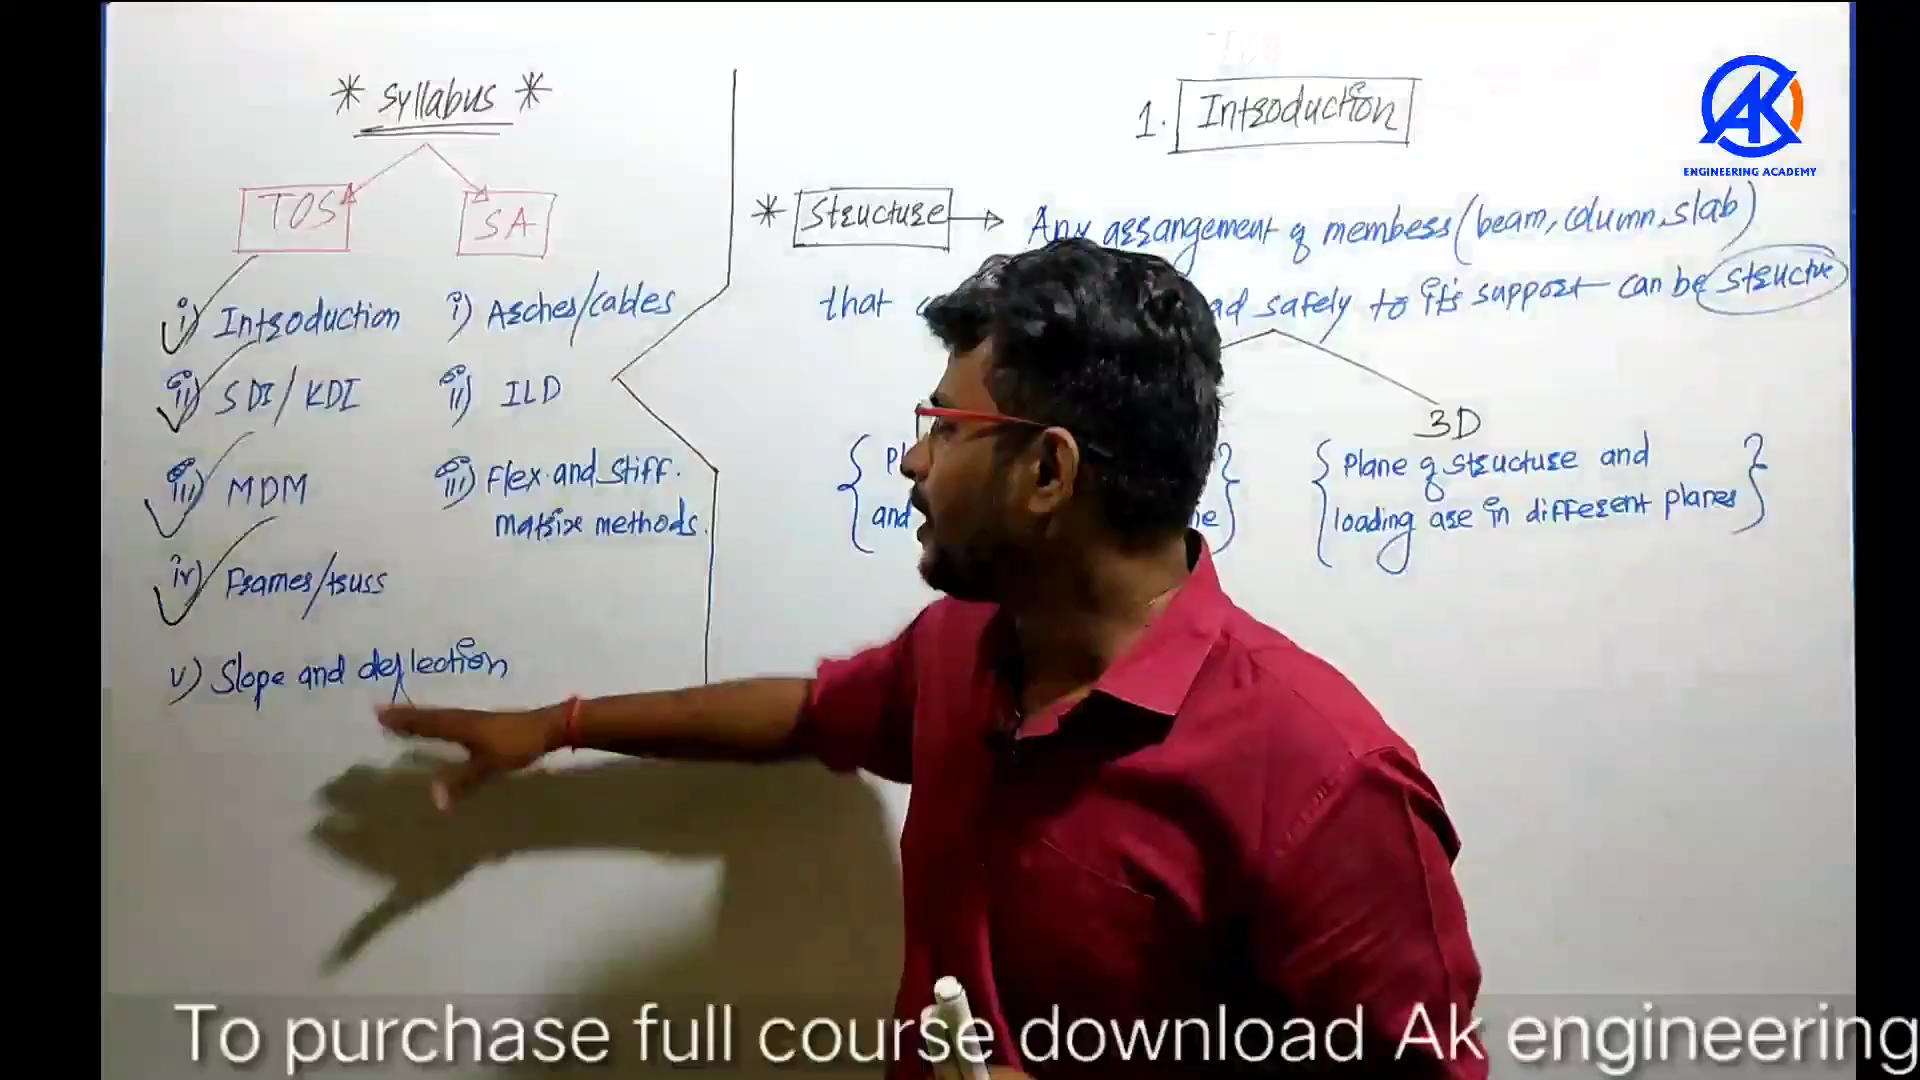 * Syllabus *
TOS
SA
i) Introduction
ii) SDI/KDI
iii) MDM
iv) Frames/truss
v) Slope and deflection
i) Arches/cables
ii) ILD
iii) Flex. and stiff.
matrix methods.
1. Introduction
* Structure → Any arrangement of members (beam, column, slab)
that ad safely to it's support can be structure
3D
and
{ Plane of structure and }
loading are in different planes
AK
ENGINEERING ACADEMY
To purchase full course download Ak engineering